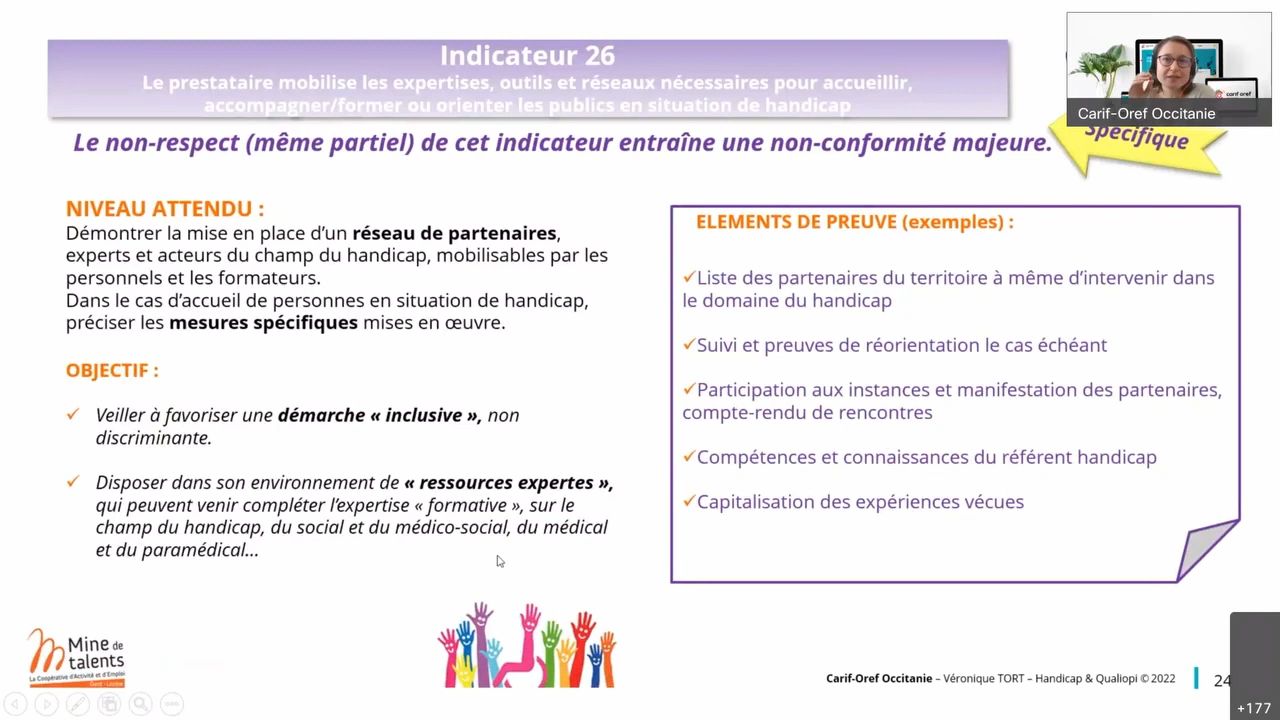 Indicateur 26
Le prestataire mobilise les expertises, outils et réseaux nécessaires pour accueillir,
accompagner/former ou orienter les publics en situation de handicap
Carif-Oref Occitanie
Spécifique
Le non-respect (même partiel) de cet indicateur entraîne une non-conformité majeure.
NIVEAU ATTENDU :
Démontrer la mise en place d'un réseau de partenaires,
experts et acteurs du champ du handicap, mobilisables par les
personnels et les formateurs.
Dans le cas d'accueil de personnes en situation de handicap,
préciser les mesures spécifiques mises en œuvre.
OBJECTIF :
✓ Veiller à favoriser une démarche « inclusive », non
discriminante.
✓ Disposer dans son environnement de « ressources expertes »,
qui peuvent venir compléter l'expertise « formative », sur le
champ du handicap, du social et du médico-social, du médical
et du paramédical...
ELEMENTS DE PREUVE (exemples) :
✓Liste des partenaires du territoire à même d'intervenir dans
le domaine du handicap
✓Suivi et preuves de réorientation le cas échéant
✓Participation aux instances et manifestation des partenaires,
compte-rendu de rencontres
✓Compétences et connaissances du référent handicap
✓Capitalisation des expériences vécues
Mine de
talents
La Coopérative d'Activité et d'Emploi
Gard - Lozère
Carif-Oref Occitanie – Véronique TORT – Handicap & Qualiopi © 2022
24
+177